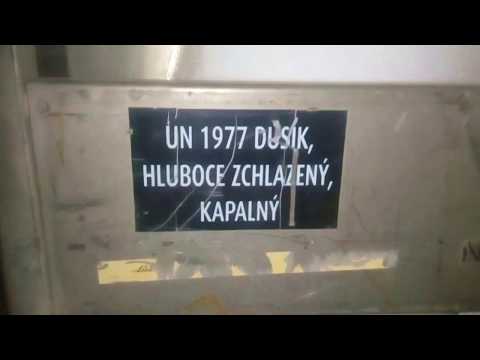 UN 1977 DUSÍK,
HLUBOCE ZCHLAZENÝ,
KAPALNÝ